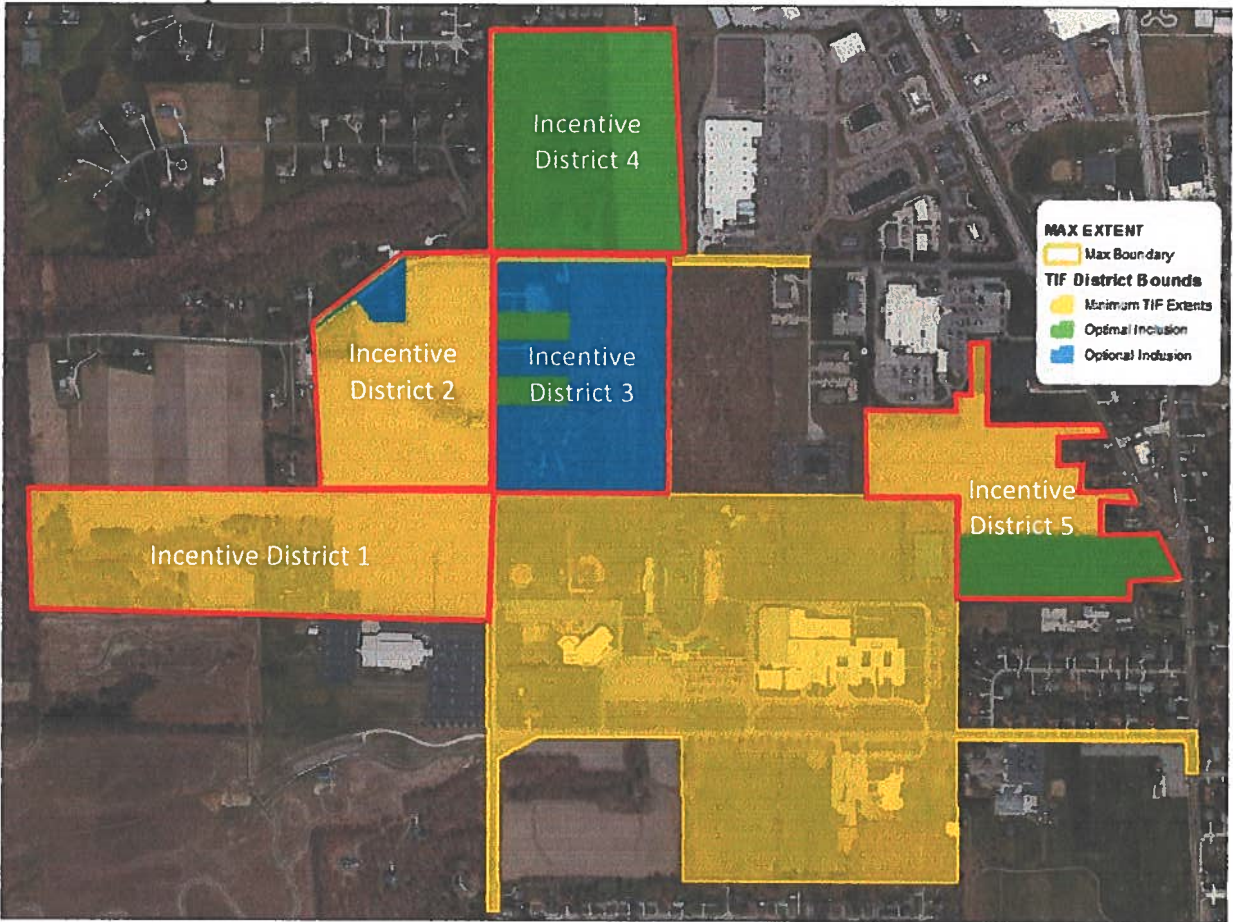 Incentive
District 4
MAX EXTENT
Max Boundary
TIF District Bounds
Minimum TIF Extents
Optimal Inclusion
Optional Inclusion
Incentive
District 2
Incentive
District 3
Incentive
District 5
Incentive District 1